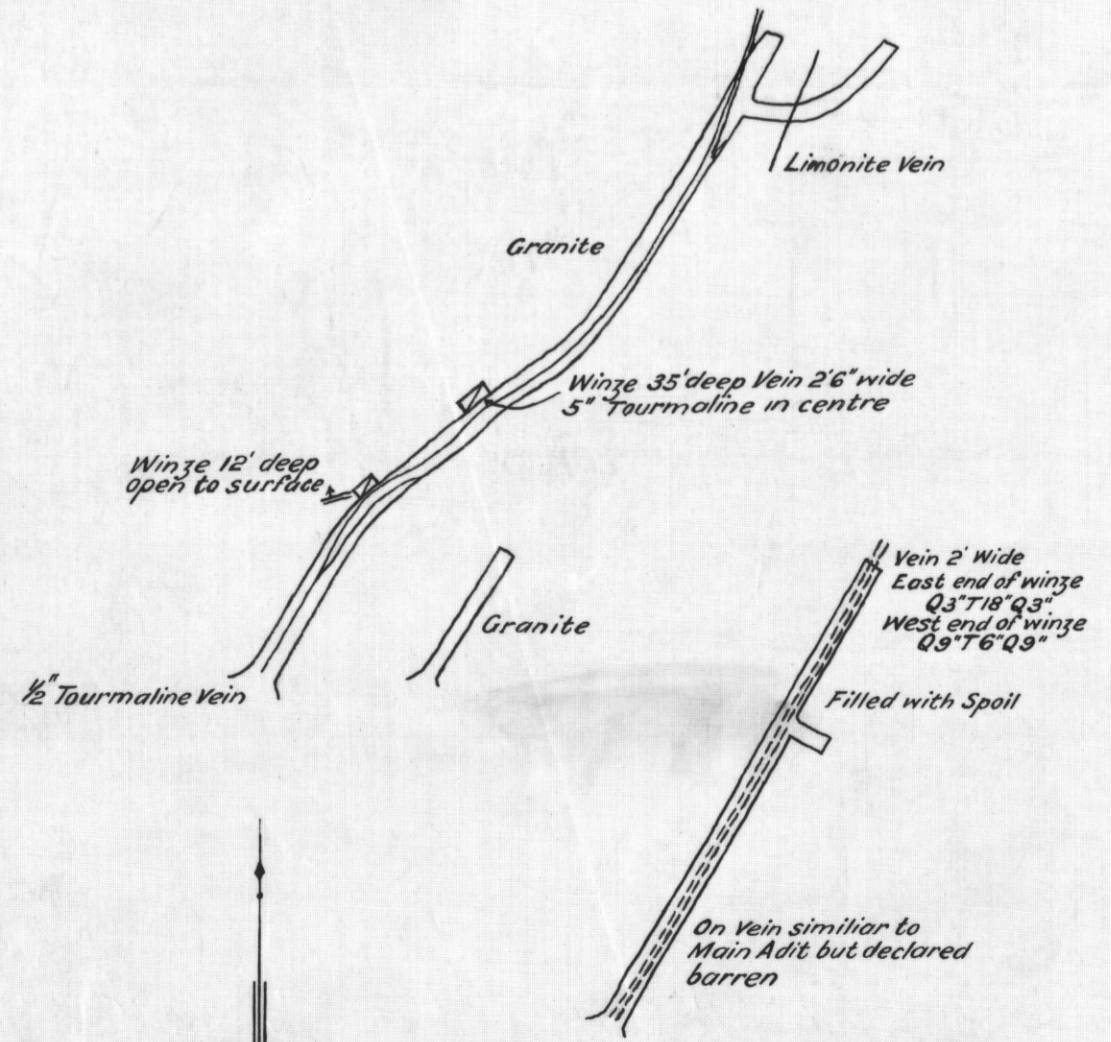 Limonite Vein
Granite
Winze 35' deep Vein 2'6" wide
5" Tourmaline in centre
Winze 12' deep
open to surface
Vein 2' Wide
East end of winze
Q3"T18"Q3"
West end of winze
Q9"T6"Q9"
Granite
½" Tourmaline Vein
Filled with Spoil
On Vein similiar to
Main Adit but declared
barren